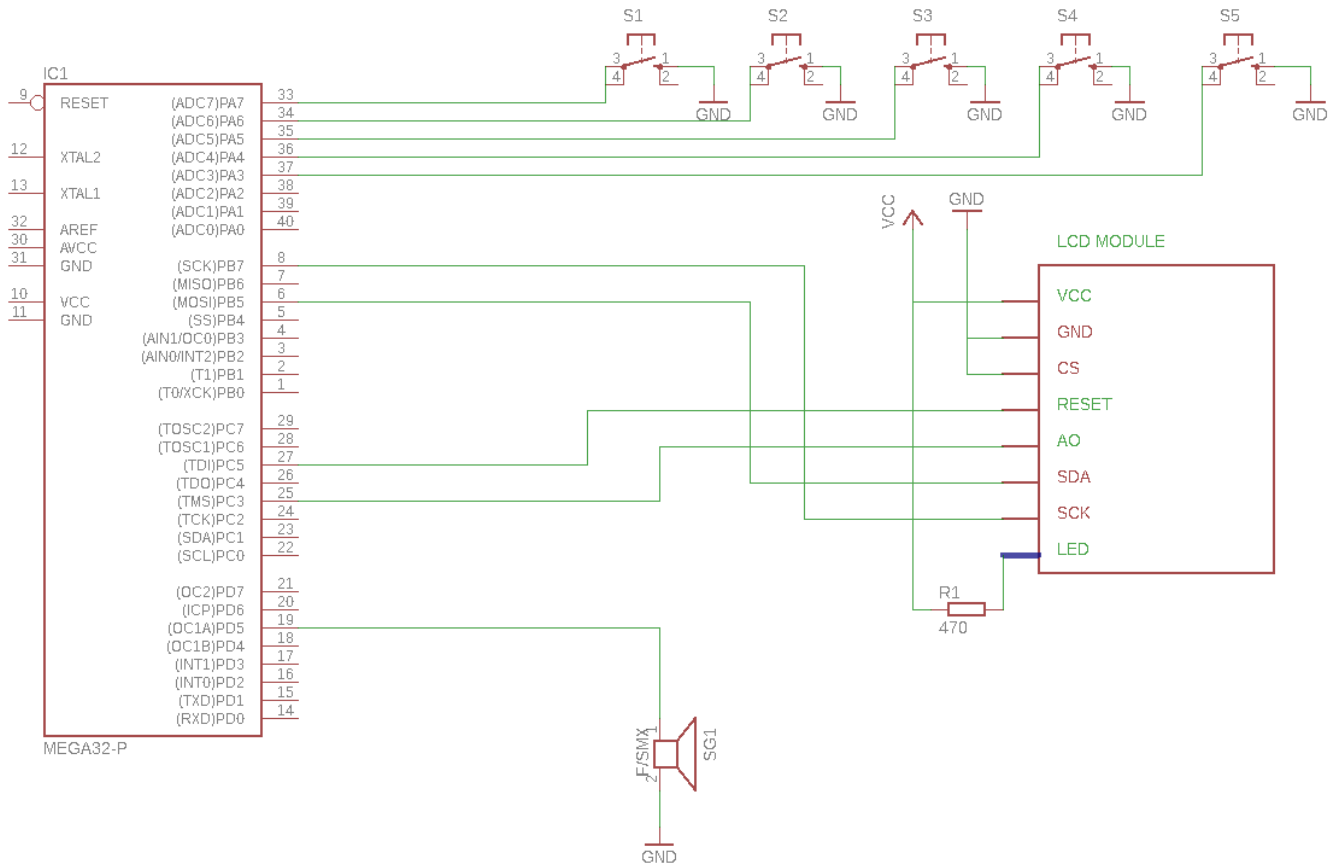 S1
S2
S3
S4
S5
3 1
4 2
3 1
4 2
3 1
4 2
3 1
4 2
3 1
4 2
GND
GND
GND
GND
GND
IC1
9 RESET
12 XTAL2
13 XTAL1
32 AREF
30 AVCC
31 GND
10 VCC
11 GND
(ADC7)PA7 33
(ADC6)PA6 34
(ADC5)PA5 35
(ADC4)PA4 36
(ADC3)PA3 37
(ADC2)PA2 38
(ADC1)PA1 39
(ADC0)PA0 40
(SCK)PB7 8
(MISO)PB6 7
(MOSI)PB5 6
(SS)PB4 5
(AIN1/OC0)PB3 4
(AIN0/INT2)PB2 3
(T1)PB1 2
(T0/XCK)PB0 1
(TOSC2)PC7 29
(TOSC1)PC6 28
(TDI)PC5 27
(TDO)PC4 26
(TMS)PC3 25
(TCK)PC2 24
(SDA)PC1 23
(SCL)PC0 22
(OC2)PD7 21
(ICP)PD6 20
(OC1A)PD5 19
(OC1B)PD4 18
(INT1)PD3 17
(INT0)PD2 16
(TXD)PD1 15
(RXD)PD0 14
MEGA32-P
VCC
GND
LCD MODULE
VCC
GND
CS
RESET
AO
SDA
SCK
LED
R1
470
F/SMX
1
2
SG1
GND